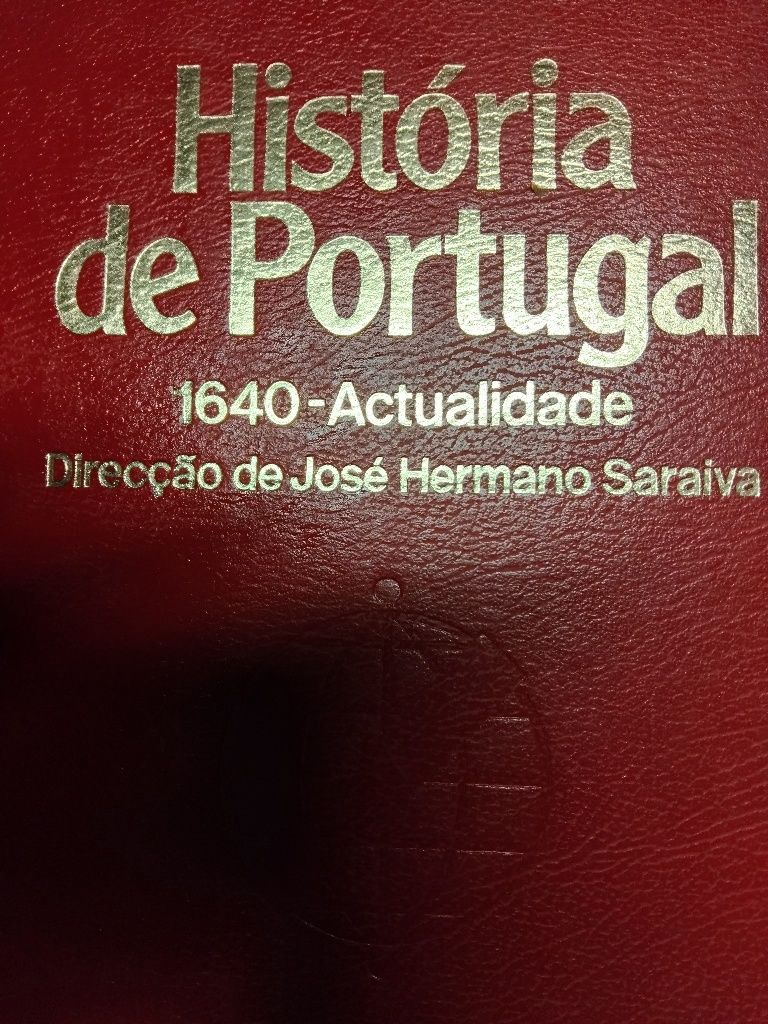 História
de Portugal
1640-Actualidade
Direcção de José Hermano Saraiva